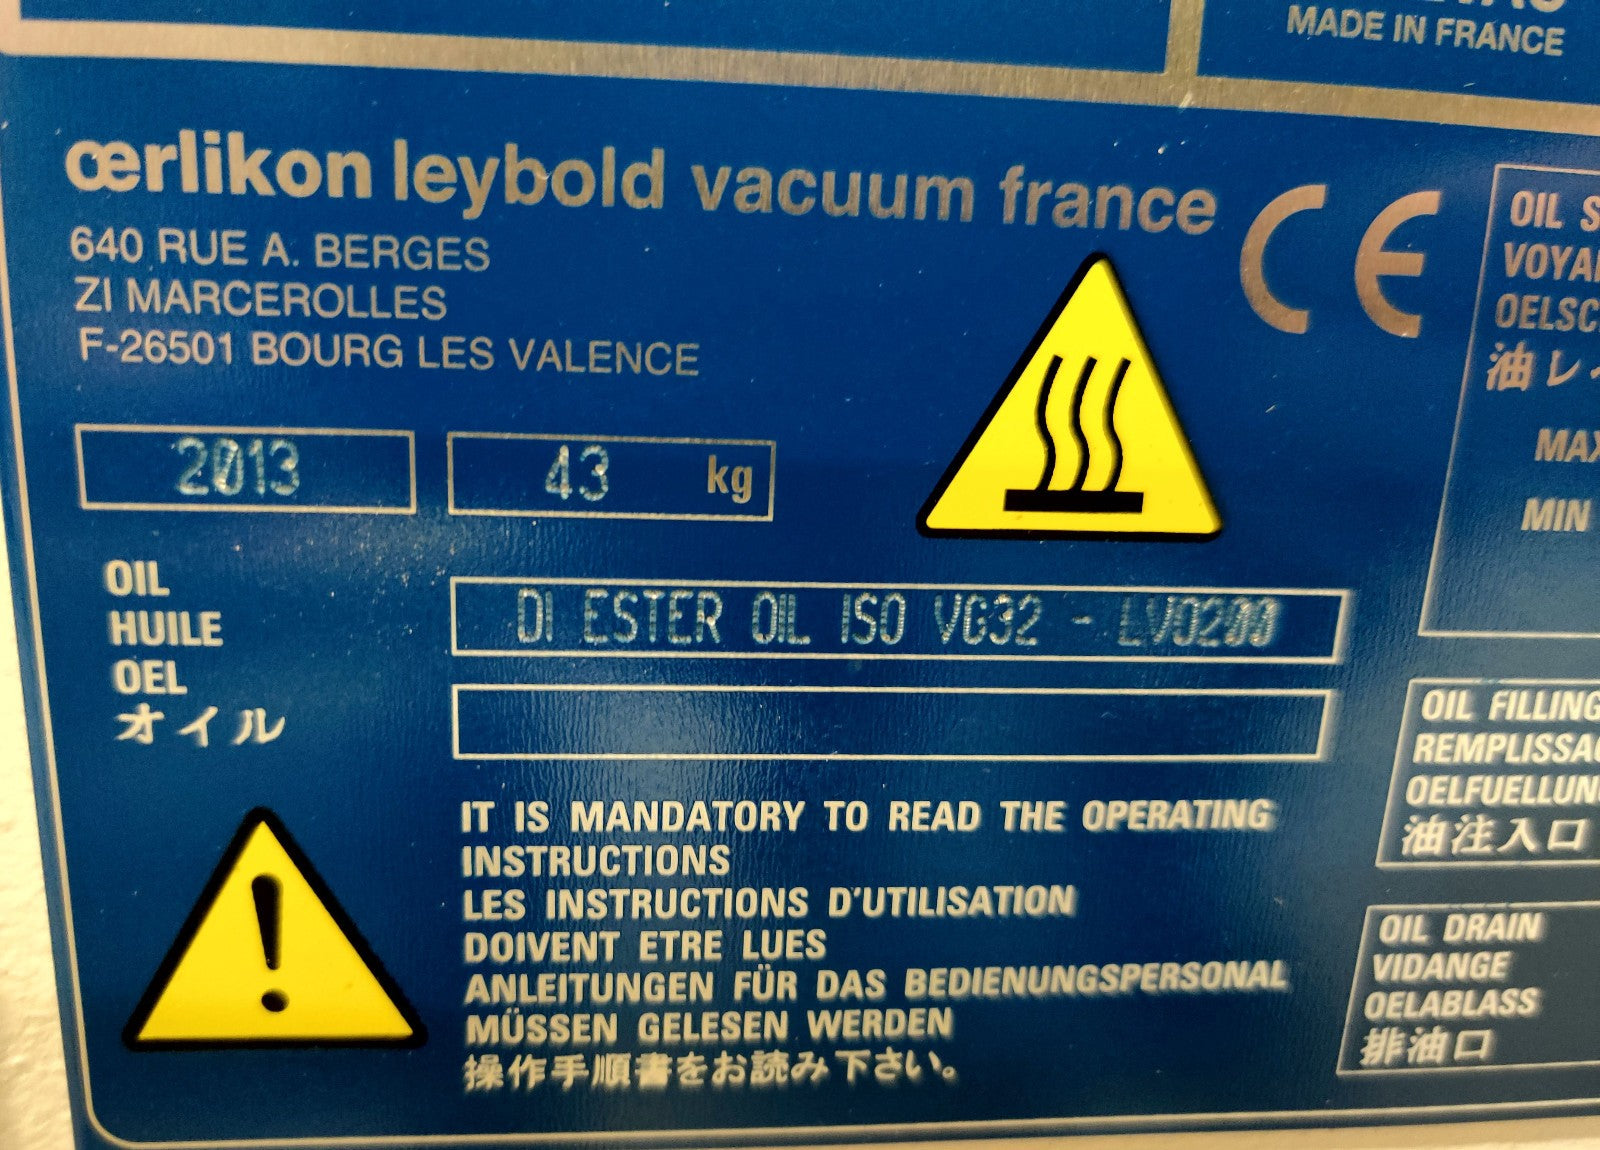 MADE IN FRANCE
œrlikon leybold vacuum france CE
640 RUE A. BERGES
ZI MARCEROLLES
F-26501 BOURG LES VALENCE
2013 43 kg
OIL
HUILE
OEL
オイル
DI ESTER OIL ISO VG32 - LVO200
IT IS MANDATORY TO READ THE OPERATING
INSTRUCTIONS
LES INSTRUCTIONS D'UTILISATION
DOIVENT ETRE LUES
ANLEITUNGEN FÜR DAS BEDIENUNGSPERSONAL
MÜSSEN GELESEN WERDEN
操作手順書をお読み下さい。
OIL
MIN
OIL FILLING
油注入口
OIL DRAIN
VIDANGE
OELABLASS
排油口